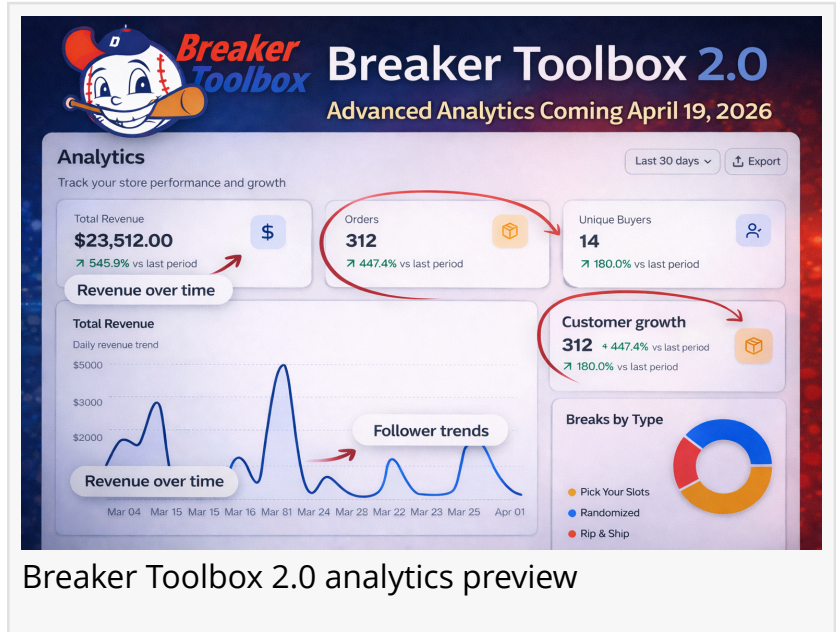 D
Breaker
Toolbox
Breaker Toolbox 2.0
Advanced Analytics Coming April 19, 2026
Analytics
Track your store performance and growth
Last 30 days
Export
Total Revenue
$23,512.00
545.9% vs last period
$
Orders
312
447.4% vs last period
Unique Buyers
14
180.0% vs last period
Revenue over time
Total Revenue
Daily revenue trend
$5000
$3000
$2000
Follower trends
Revenue over time
Mar 04 Mar 15 Mar 15 Mar 16 Mar 81 Mar 24 Mar 28 Mar 22 Mar 23 Mar 25 Apr 01
Customer growth
312 + 447.4% vs last period
180.0% vs last period
Breaks by Type
Pick Your Slots
Randomized
Rip & Ship
Breaker Toolbox 2.0 analytics preview